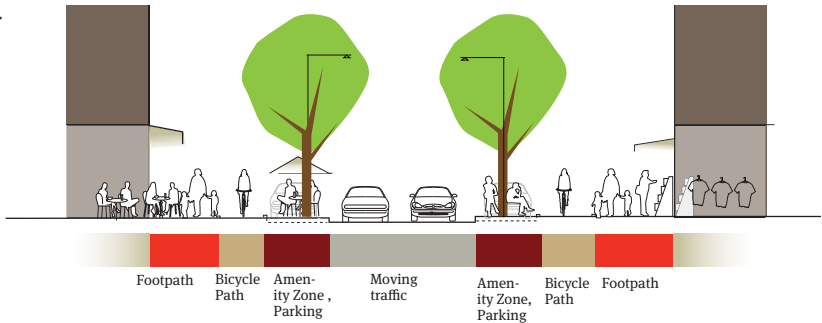 Footpath
Bicycle
Path
Amen-
ity Zone ,
Parking
Moving
traffic
Amen-
ity Zone,
Parking
Bicycle
Path
Footpath